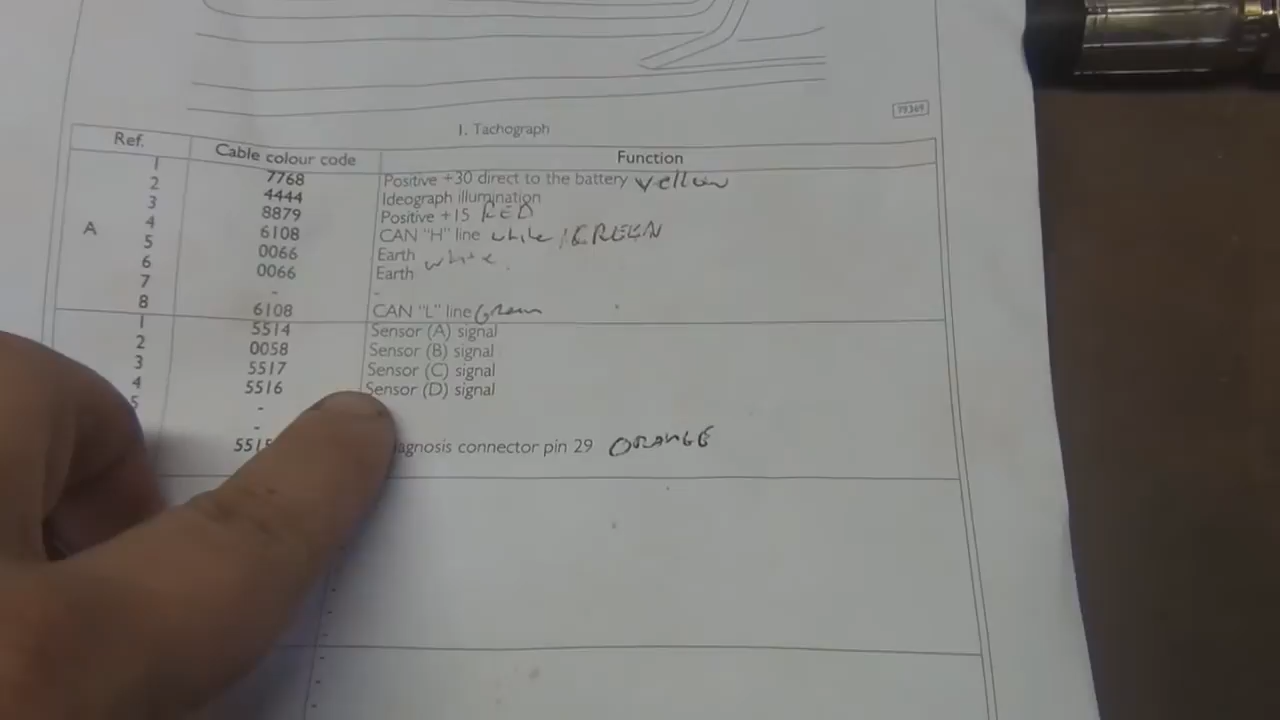 79369
1. Tachograph
Ref. Cable colour code Function
A
1 7768 Positive +30 direct to the battery yellow
2 4444 Ideograph illumination
3 8879 Positive +15 RED
4 6108 CAN "H" line white / GREEN
5 0066 Earth white
6 0066 Earth
7 - -
8 6108 CAN "L" line Green
1 5514 Sensor (A) signal
2 0058 Sensor (B) signal
3 5517 Sensor (C) signal
4 5516 Sensor (D) signal
5 -
-
551 agnosis connector pin 29 ORANGE